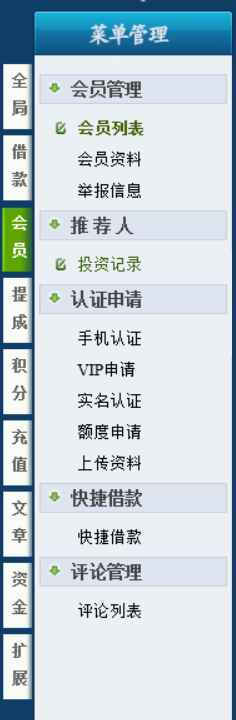 菜单管理
全局
借款
会员
提成
积分
充值
文章
资金
扩展
会员管理
会员列表
会员资料
举报信息
推荐人
投资记录
认证申请
手机认证
VIP申请
实名认证
额度申请
上传资料
快捷借款
快捷借款
评论管理
评论列表